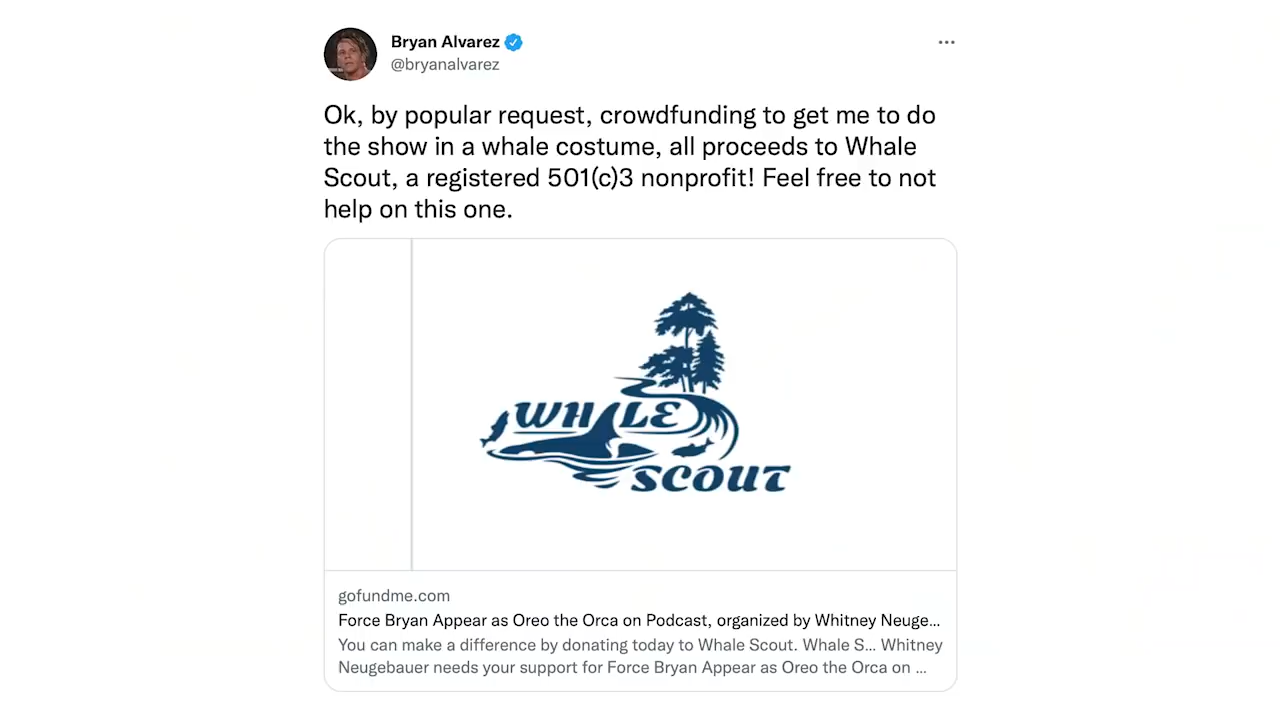 Bryan Alvarez
@bryanalvarez
Ok, by popular request, crowdfunding to get me to do
the show in a whale costume, all proceeds to Whale
Scout, a registered 501(c)3 nonprofit! Feel free to not
help on this one.
WHALE
SCOUT
gofundme.com
Force Bryan Appear as Oreo the Orca on Podcast, organized by Whitney Neuge...
You can make a difference by donating today to Whale Scout. Whale S... Whitney
Neugebauer needs your support for Force Bryan Appear as Oreo the Orca on ...